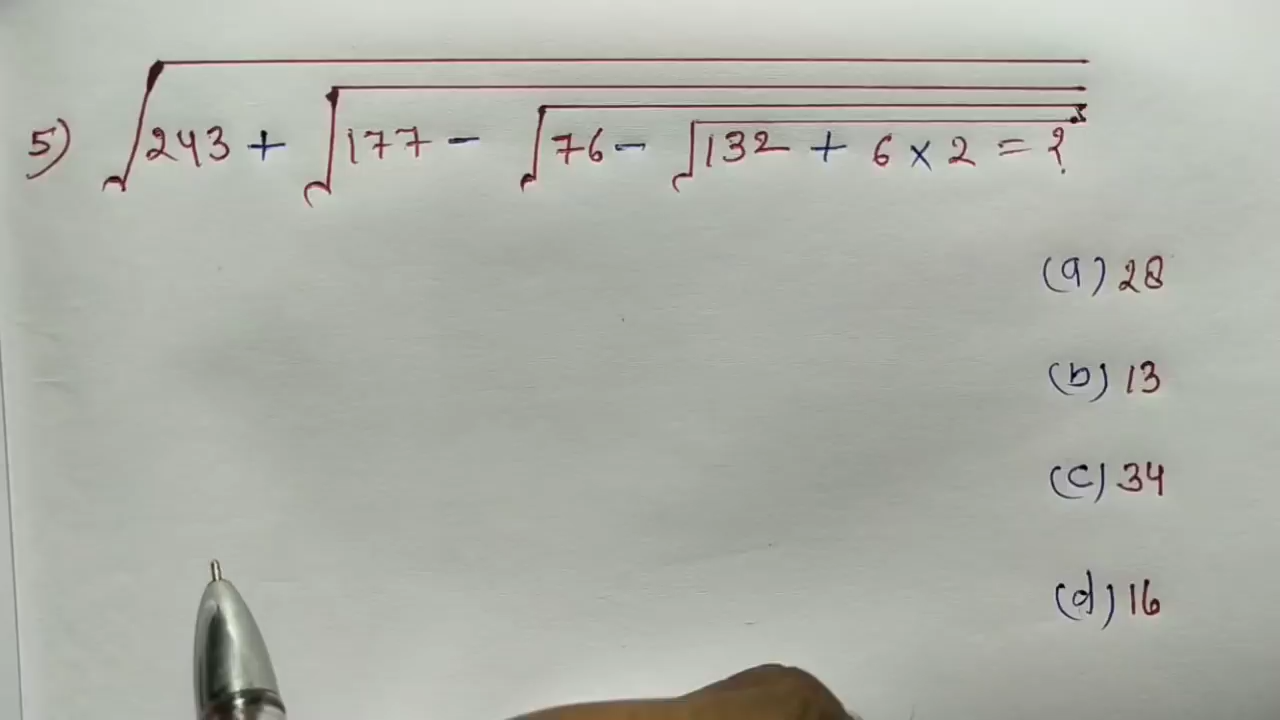 5) √243 + √177 - √76 - √132 + 6 × 2 = ?
(a) 28
(b) 13
(c) 34
(d) 16